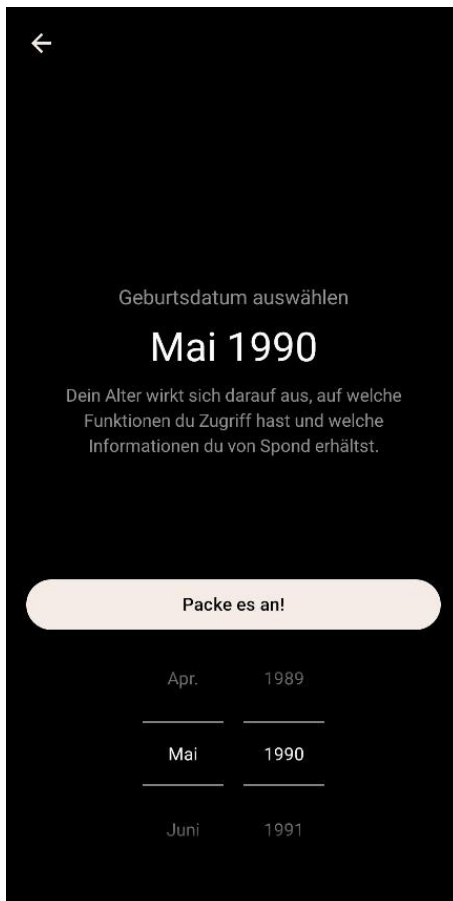 Geburtsdatum auswählen
Mai 1990
Dein Alter wirkt sich darauf aus, auf welche
Funktionen du Zugriff hast und welche
Informationen du von Spond erhältst.
Packe es an!
Apr. 1989
Mai 1990
Juni 1991